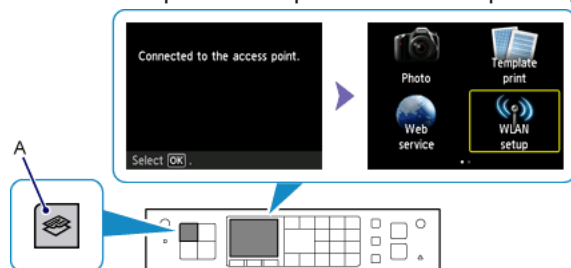 Connected to the access point.
Select OK.
Photo
Template
print
Web
service
WLAN
setup
A